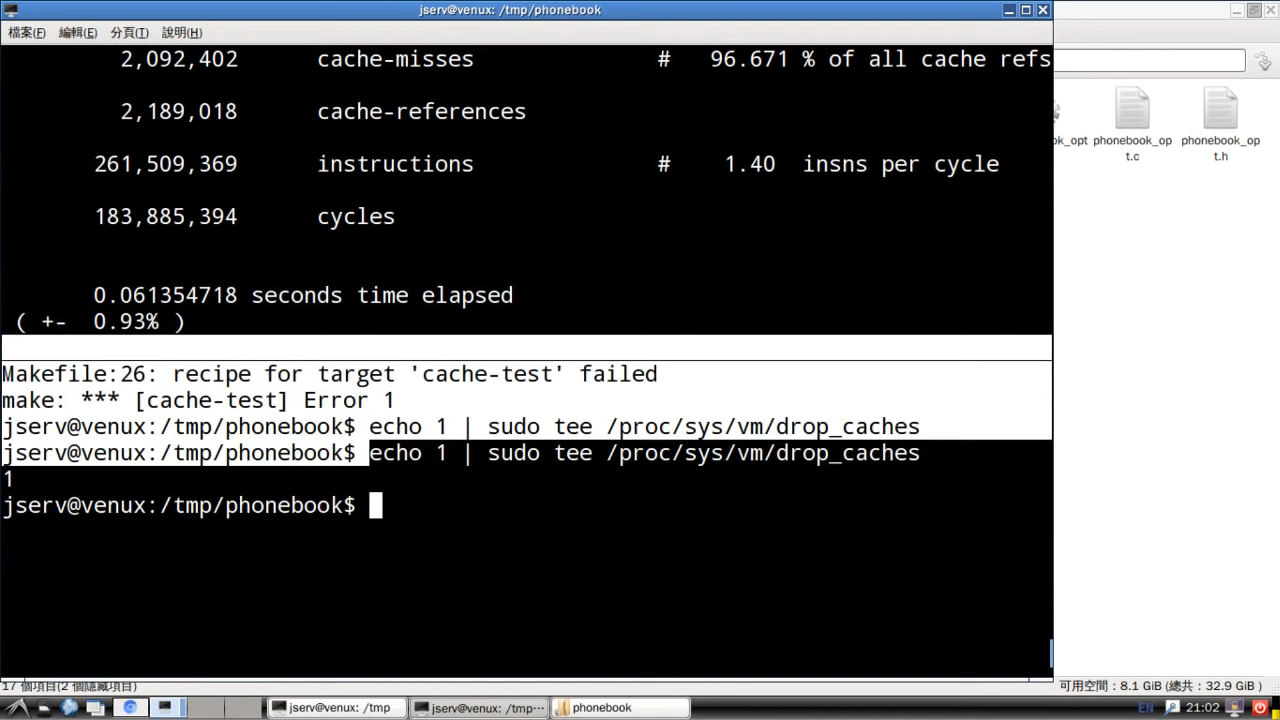 jserv@venux: /tmp/phonebook
檔案(F) 編輯(E) 分頁(T) 說明(H)
2,092,402 cache-misses # 96.671 % of all cache refs
2,189,018 cache-references
261,509,369 instructions # 1.40 insns per cycle
183,885,394 cycles
0.061354718 seconds time elapsed
( +- 0.93% )
Makefile:26: recipe for target 'cache-test' failed
make: *** [cache-test] Error 1
jserv@venux:/tmp/phonebook$ echo 1 | sudo tee /proc/sys/vm/drop_caches
jserv@venux:/tmp/phonebook$ echo 1 | sudo tee /proc/sys/vm/drop_caches
1
jserv@venux:/tmp/phonebook$
ok_opt
phonebook_op
t.c
phonebook_op
t.h
17 個項目(2 個隱藏項目)
可用空間：8.1 GiB (總共：32.9 GiB )
jserv@venux: /tmp
jserv@venux: /tmp···
phonebook
EN
21:02